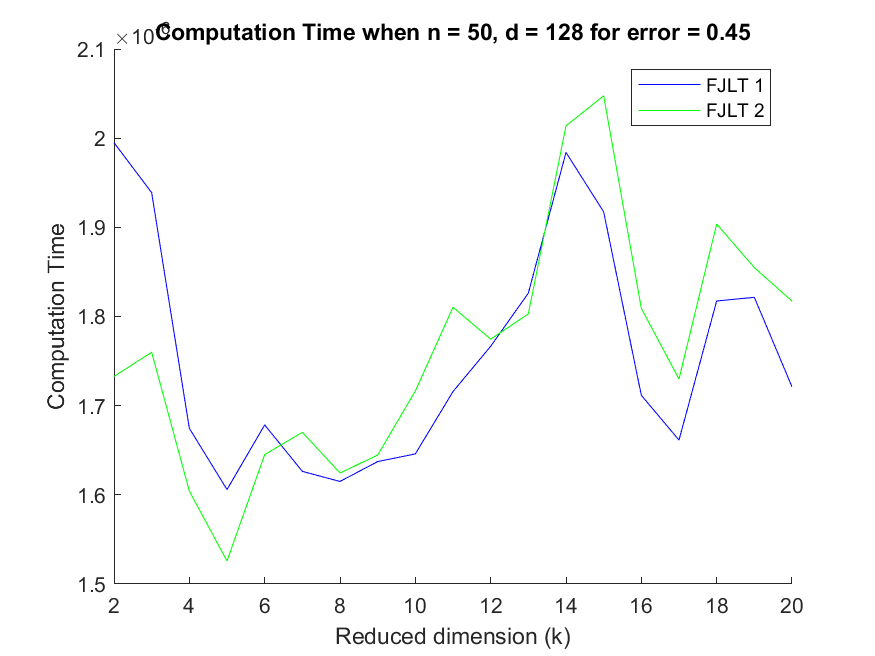 Computation Time when n = 50, d = 128 for error = 0.45
×10
2.1
2
1.9
1.8
1.7
1.6
1.5
Computation Time
FJLT 1
FJLT 2
2 4 6 8 10 12 14 16 18 20
Reduced dimension (k)